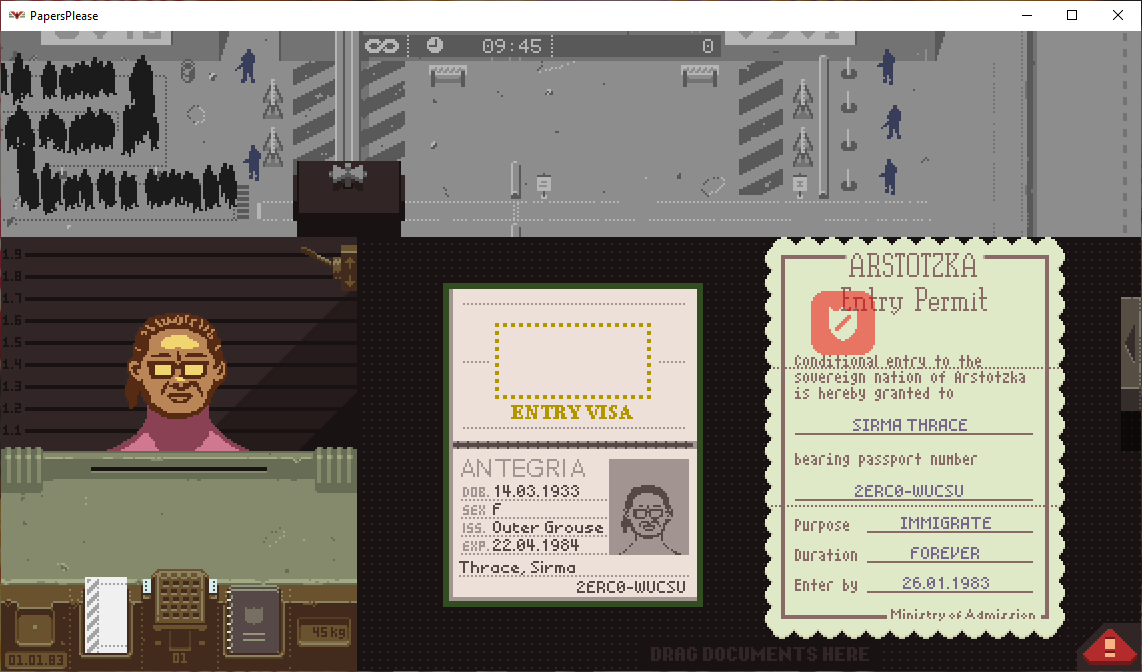 PapersPlease
09:45
0
1.9
1.8
1.7
1.6
1.5
1.4
1.3
1.2
1.1
ENTRY VISA
ANTEGRIA
DOB. 14.03.1933
SEX F
ISS. Outer Grouse
EXP. 22.04.1984
Thrace, Sirma
2ERC0-WUCSU
ARSTOTZKA
Entry Permit
Conditional entry to the
sovereign nation of Arstotzka
is hereby granted to
SIRMA THRACE
bearing passport number
2ERC0-WUCSU
Purpose IMMIGRATE
Duration FOREVER
Enter by 26.01.1983
Ministry of Admission
01.01.83
01
45kg
DRAG DOCUMENTS HERE